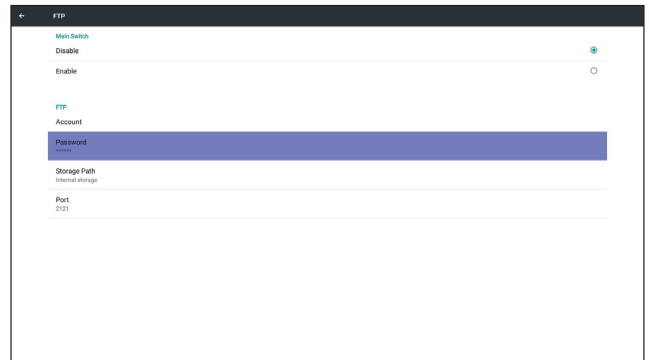 FTP
Main Switch
Disable
Enable
FTP
Account
Password
******
Storage Path
Internal storage
Port
2121